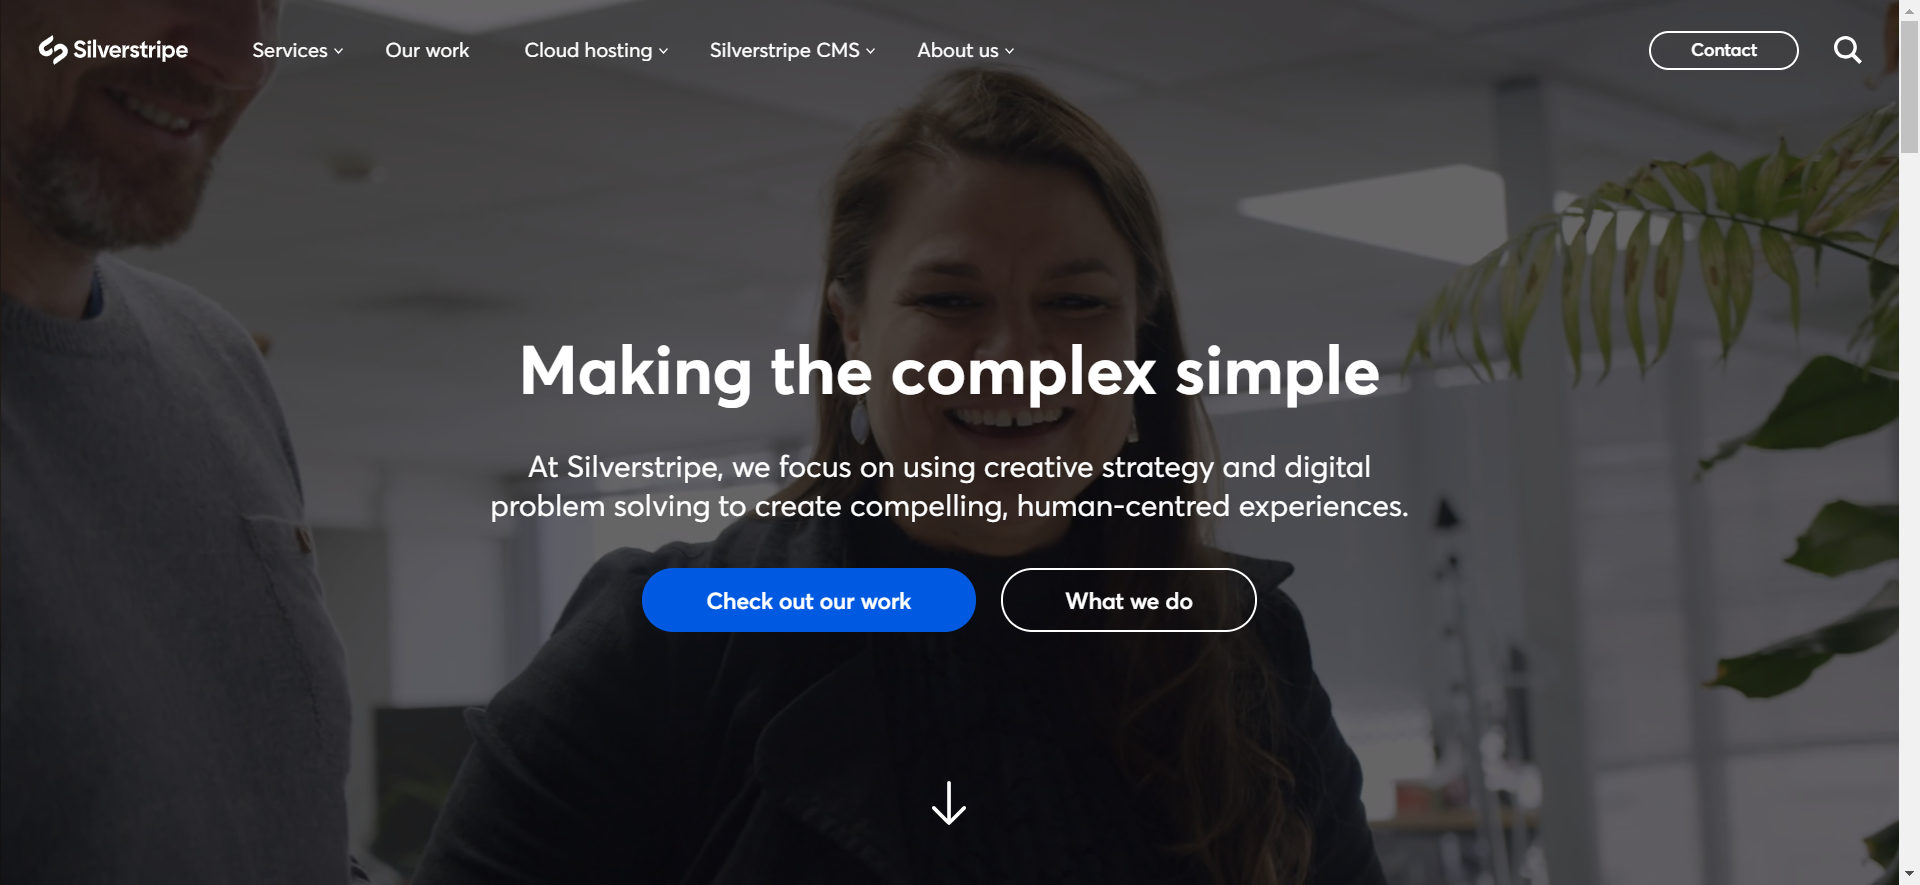 Silverstripe
Services
Our work
Cloud hosting
Silverstripe CMS
About us
Contact
Making the complex simple
At Silverstripe, we focus on using creative strategy and digital
problem solving to create compelling, human-centred experiences.
Check out our work
What we do